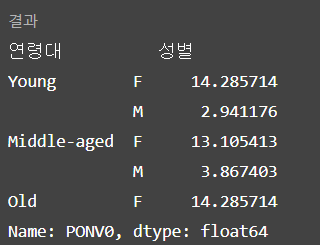 결과
연령대 성별
Young F 14.285714
M 2.941176
Middle-aged F 13.105413
M 3.867403
Old F 14.285714
Name: PONV0, dtype: float64